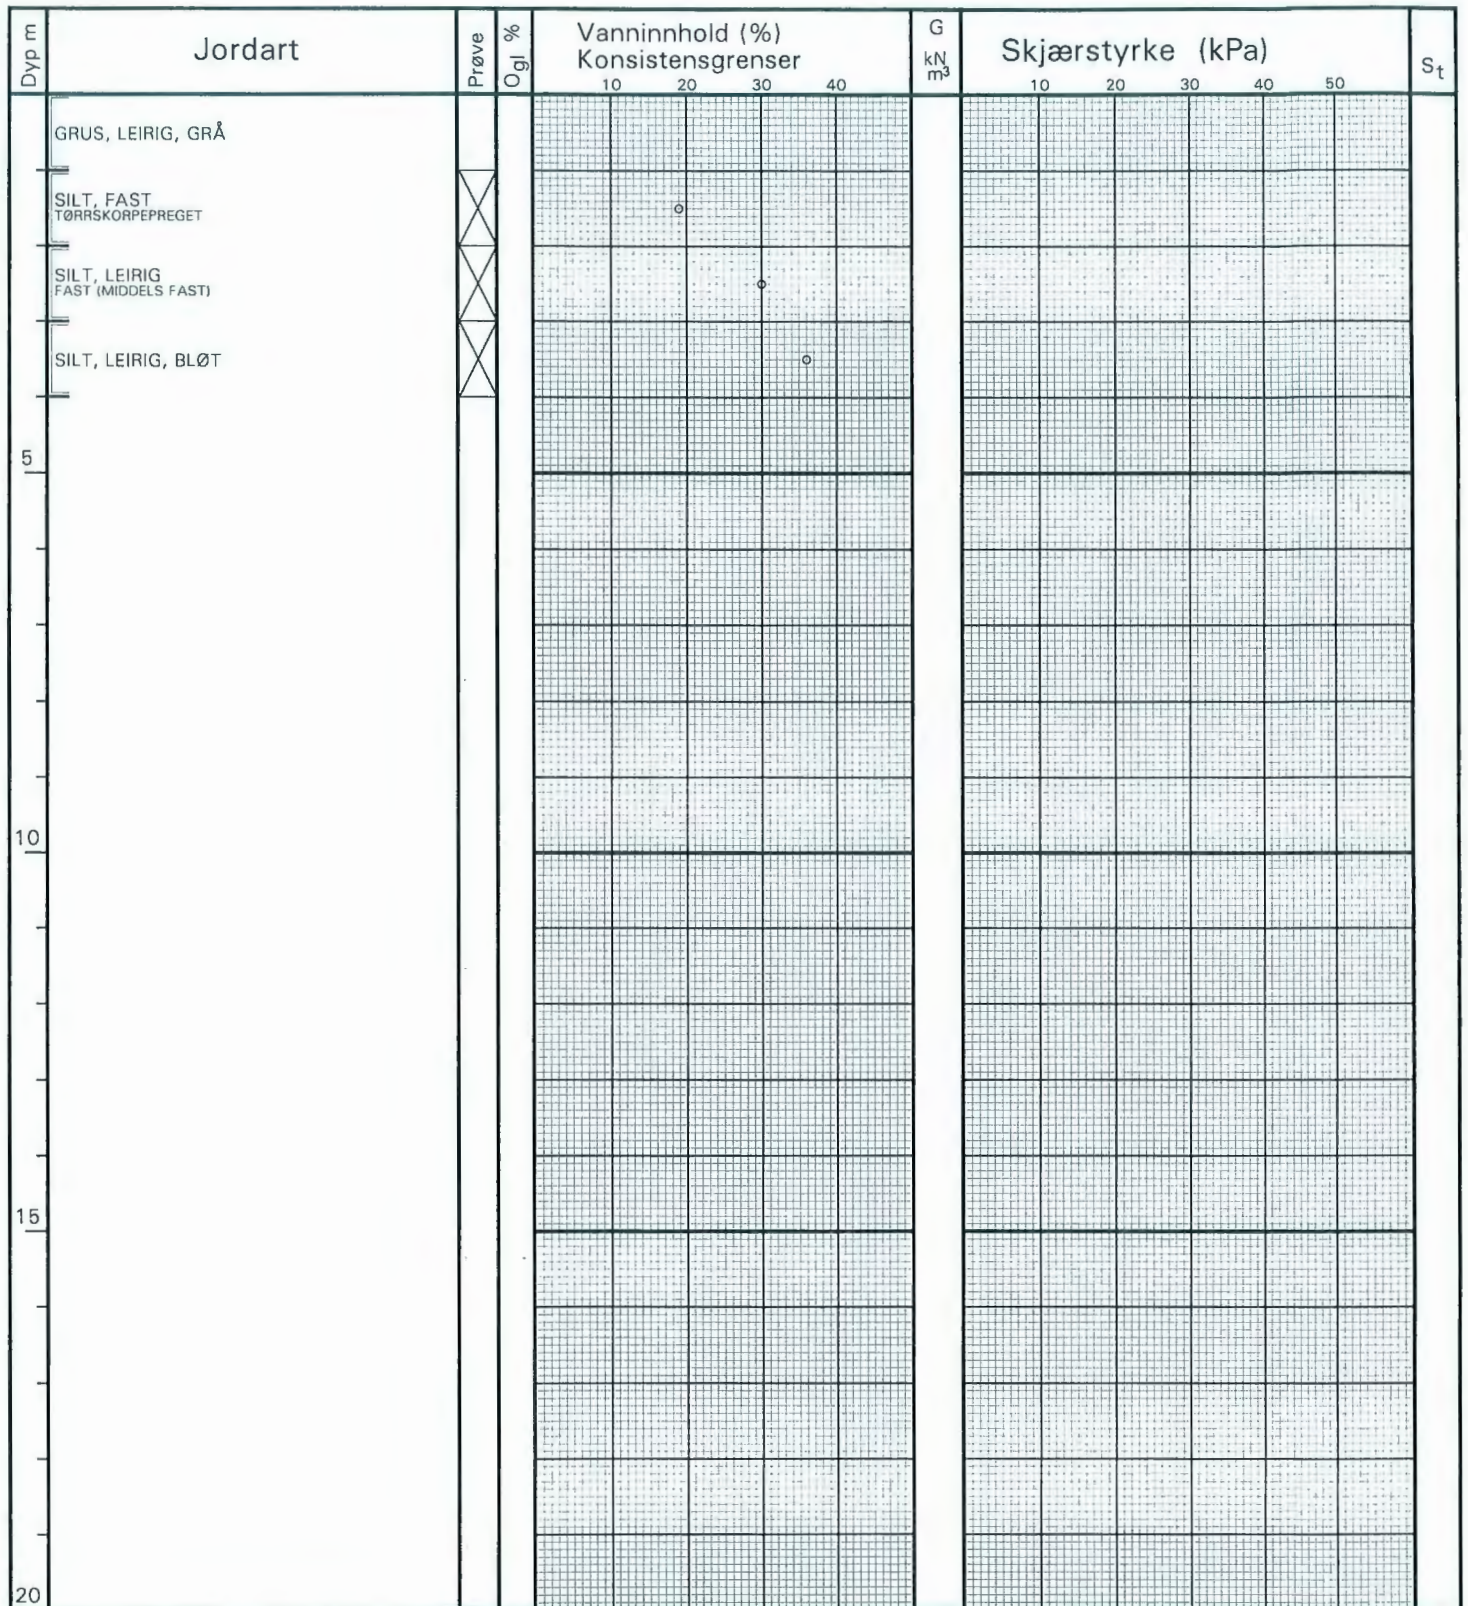 Dyp m
Jordart
Prøve
Ogl %
Vanninnhold (%)
Konsistensgrenser
10 20 30 40
G
kN
m³
Skjærstyrke (kPa)
10 20 30 40 50
St
GRUS, LEIRIG, GRÅ
SILT, FAST
TØRRSKORPEPREGET
SILT, LEIRIG
FAST (MIDDELS FAST)
SILT, LEIRIG, BLØT
5
10
15
20